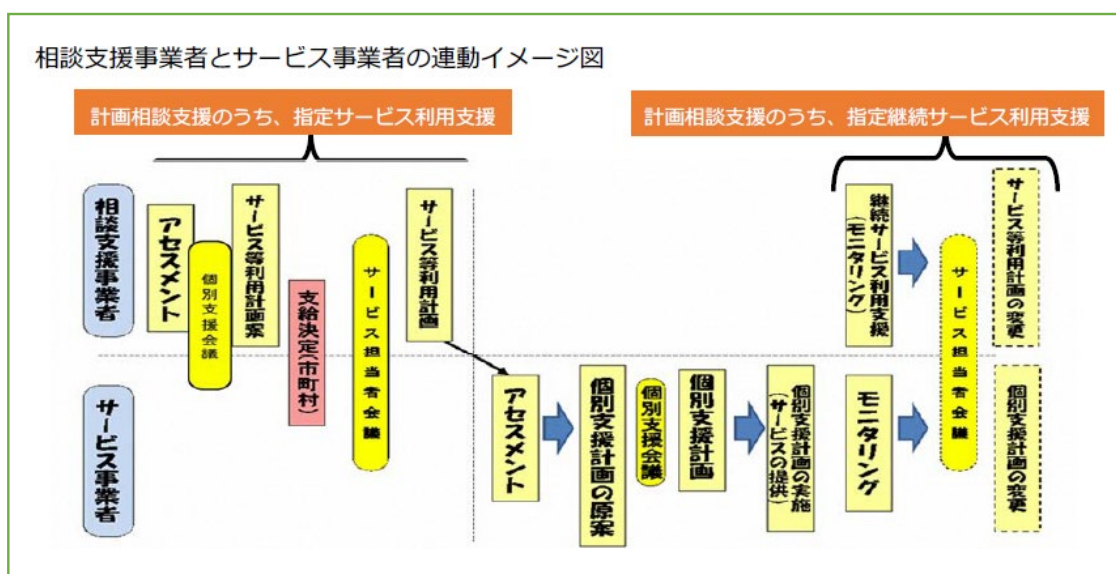 相談支援事業者とサービス事業者の連動イメージ図
計画相談支援のうち、指定サービス利用支援
計画相談支援のうち、指定継続サービス利用支援
相談支援事業者
アセスメント
個別支援会議
サービス等利用計画案
支給決定(市町村)
サービス担当者会議
サービス等利用計画
継続サービス利用支援
(モニタリング)
サービス担当者会議
サービス等利用計画の変更
サービス事業者
アセスメント
個別支援計画の原案
個別支援会議
個別支援計画
個別支援計画の実施
(サービスの提供)
モニタリング
個別支援計画の変更